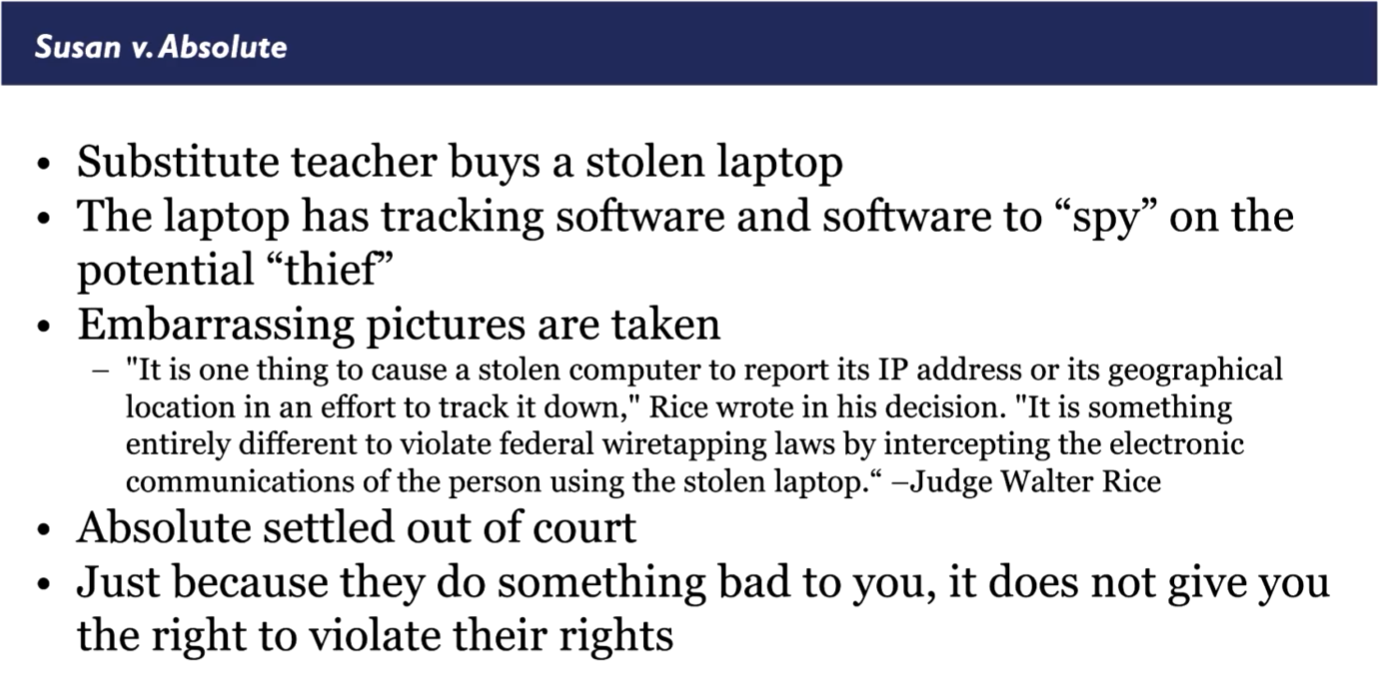 Susan v. Absolute
• Substitute teacher buys a stolen laptop
• The laptop has tracking software and software to “spy” on the
potential “thief”
• Embarrassing pictures are taken
– "It is one thing to cause a stolen computer to report its IP address or its geographical
location in an effort to track it down," Rice wrote in his decision. "It is something
entirely different to violate federal wiretapping laws by intercepting the electronic
communications of the person using the stolen laptop.“ –Judge Walter Rice
• Absolute settled out of court
• Just because they do something bad to you, it does not give you
the right to violate their rights